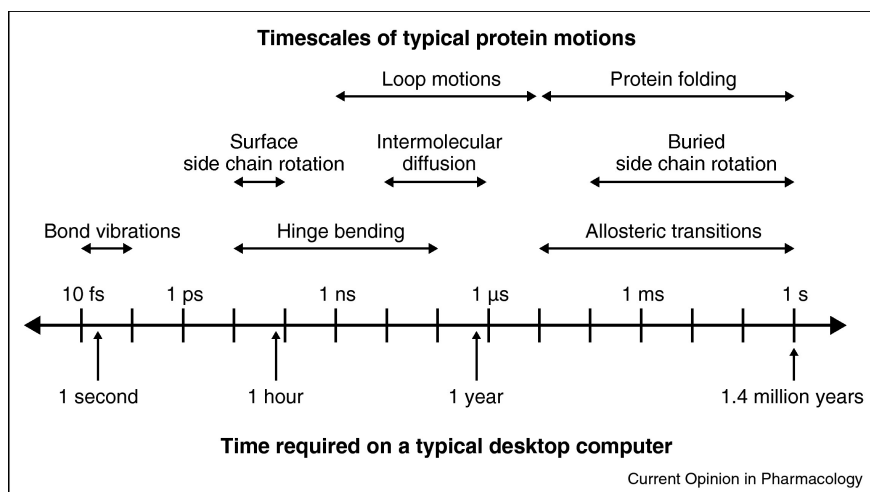 Timescales of typical protein motions
Loop motions
Protein folding
Surface
side chain rotation
Intermolecular
diffusion
Buried
side chain rotation
Bond vibrations
Hinge bending
Allosteric transitions
10 fs
1 ps
1 ns
1 μs
1 ms
1 s
1 second
1 hour
1 year
1.4 million years
Time required on a typical desktop computer
Current Opinion in Pharmacology